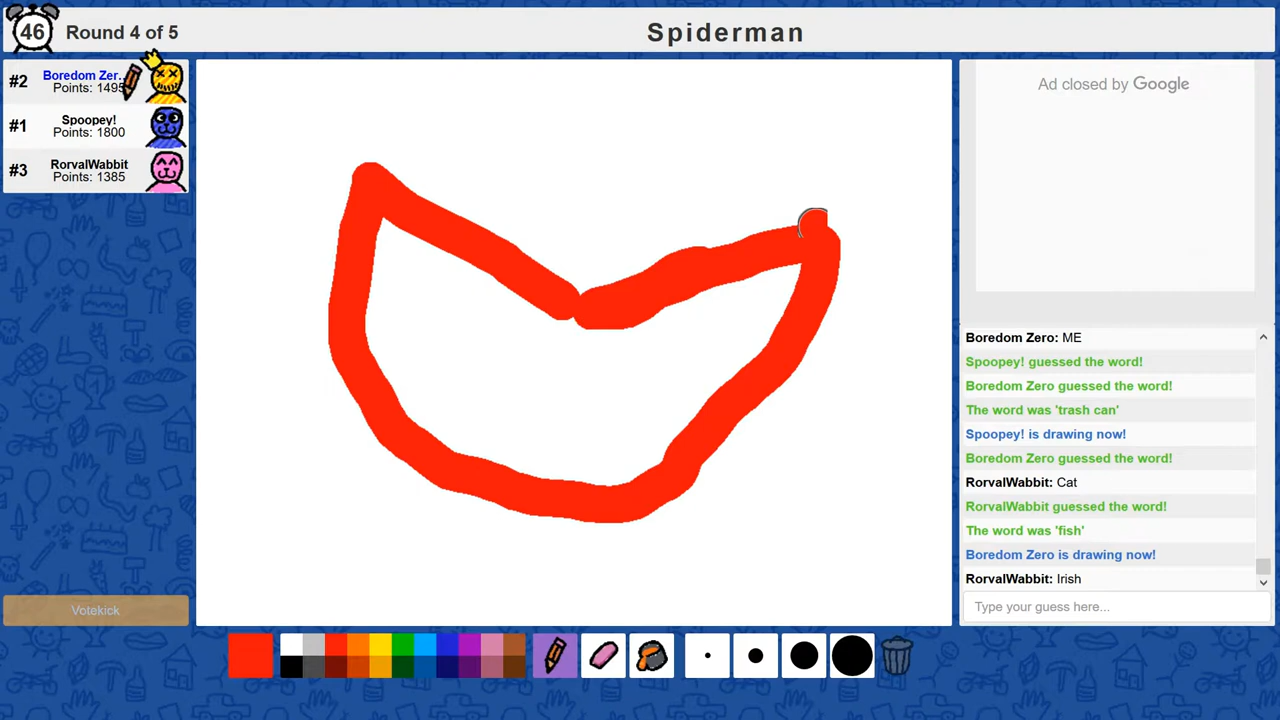 46
Round 4 of 5
Spiderman
#2
Boredom Zer..
Points: 1495
#1
Spoopey!
Points: 1800
#3
RorvalWabbit
Points: 1385
Votekick
Ad closed by Google
Boredom Zero: ME
Spoopey! guessed the word!
Boredom Zero guessed the word!
The word was 'trash can'
Spoopey! is drawing now!
Boredom Zero guessed the word!
RorvalWabbit: Cat
RorvalWabbit guessed the word!
The word was 'fish'
Boredom Zero is drawing now!
RorvalWabbit: Irish
Type your guess here...